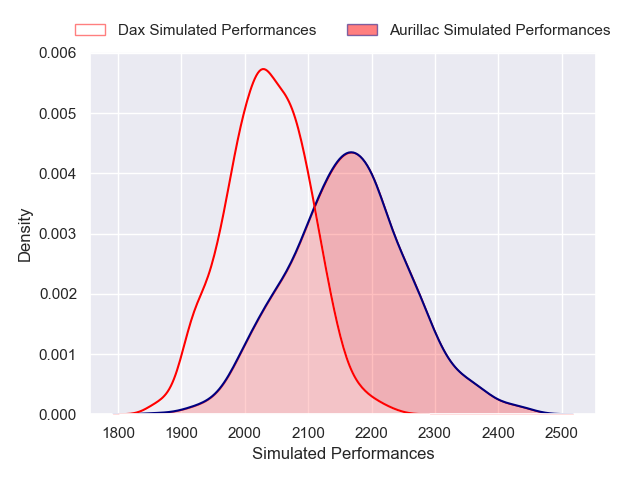 Dax Simulated Performances
Aurillac Simulated Performances
0.006
0.005
0.004
0.003
0.002
0.001
0.000
Density
1800 1900 2000 2100 2200 2300 2400 2500
Simulated Performances